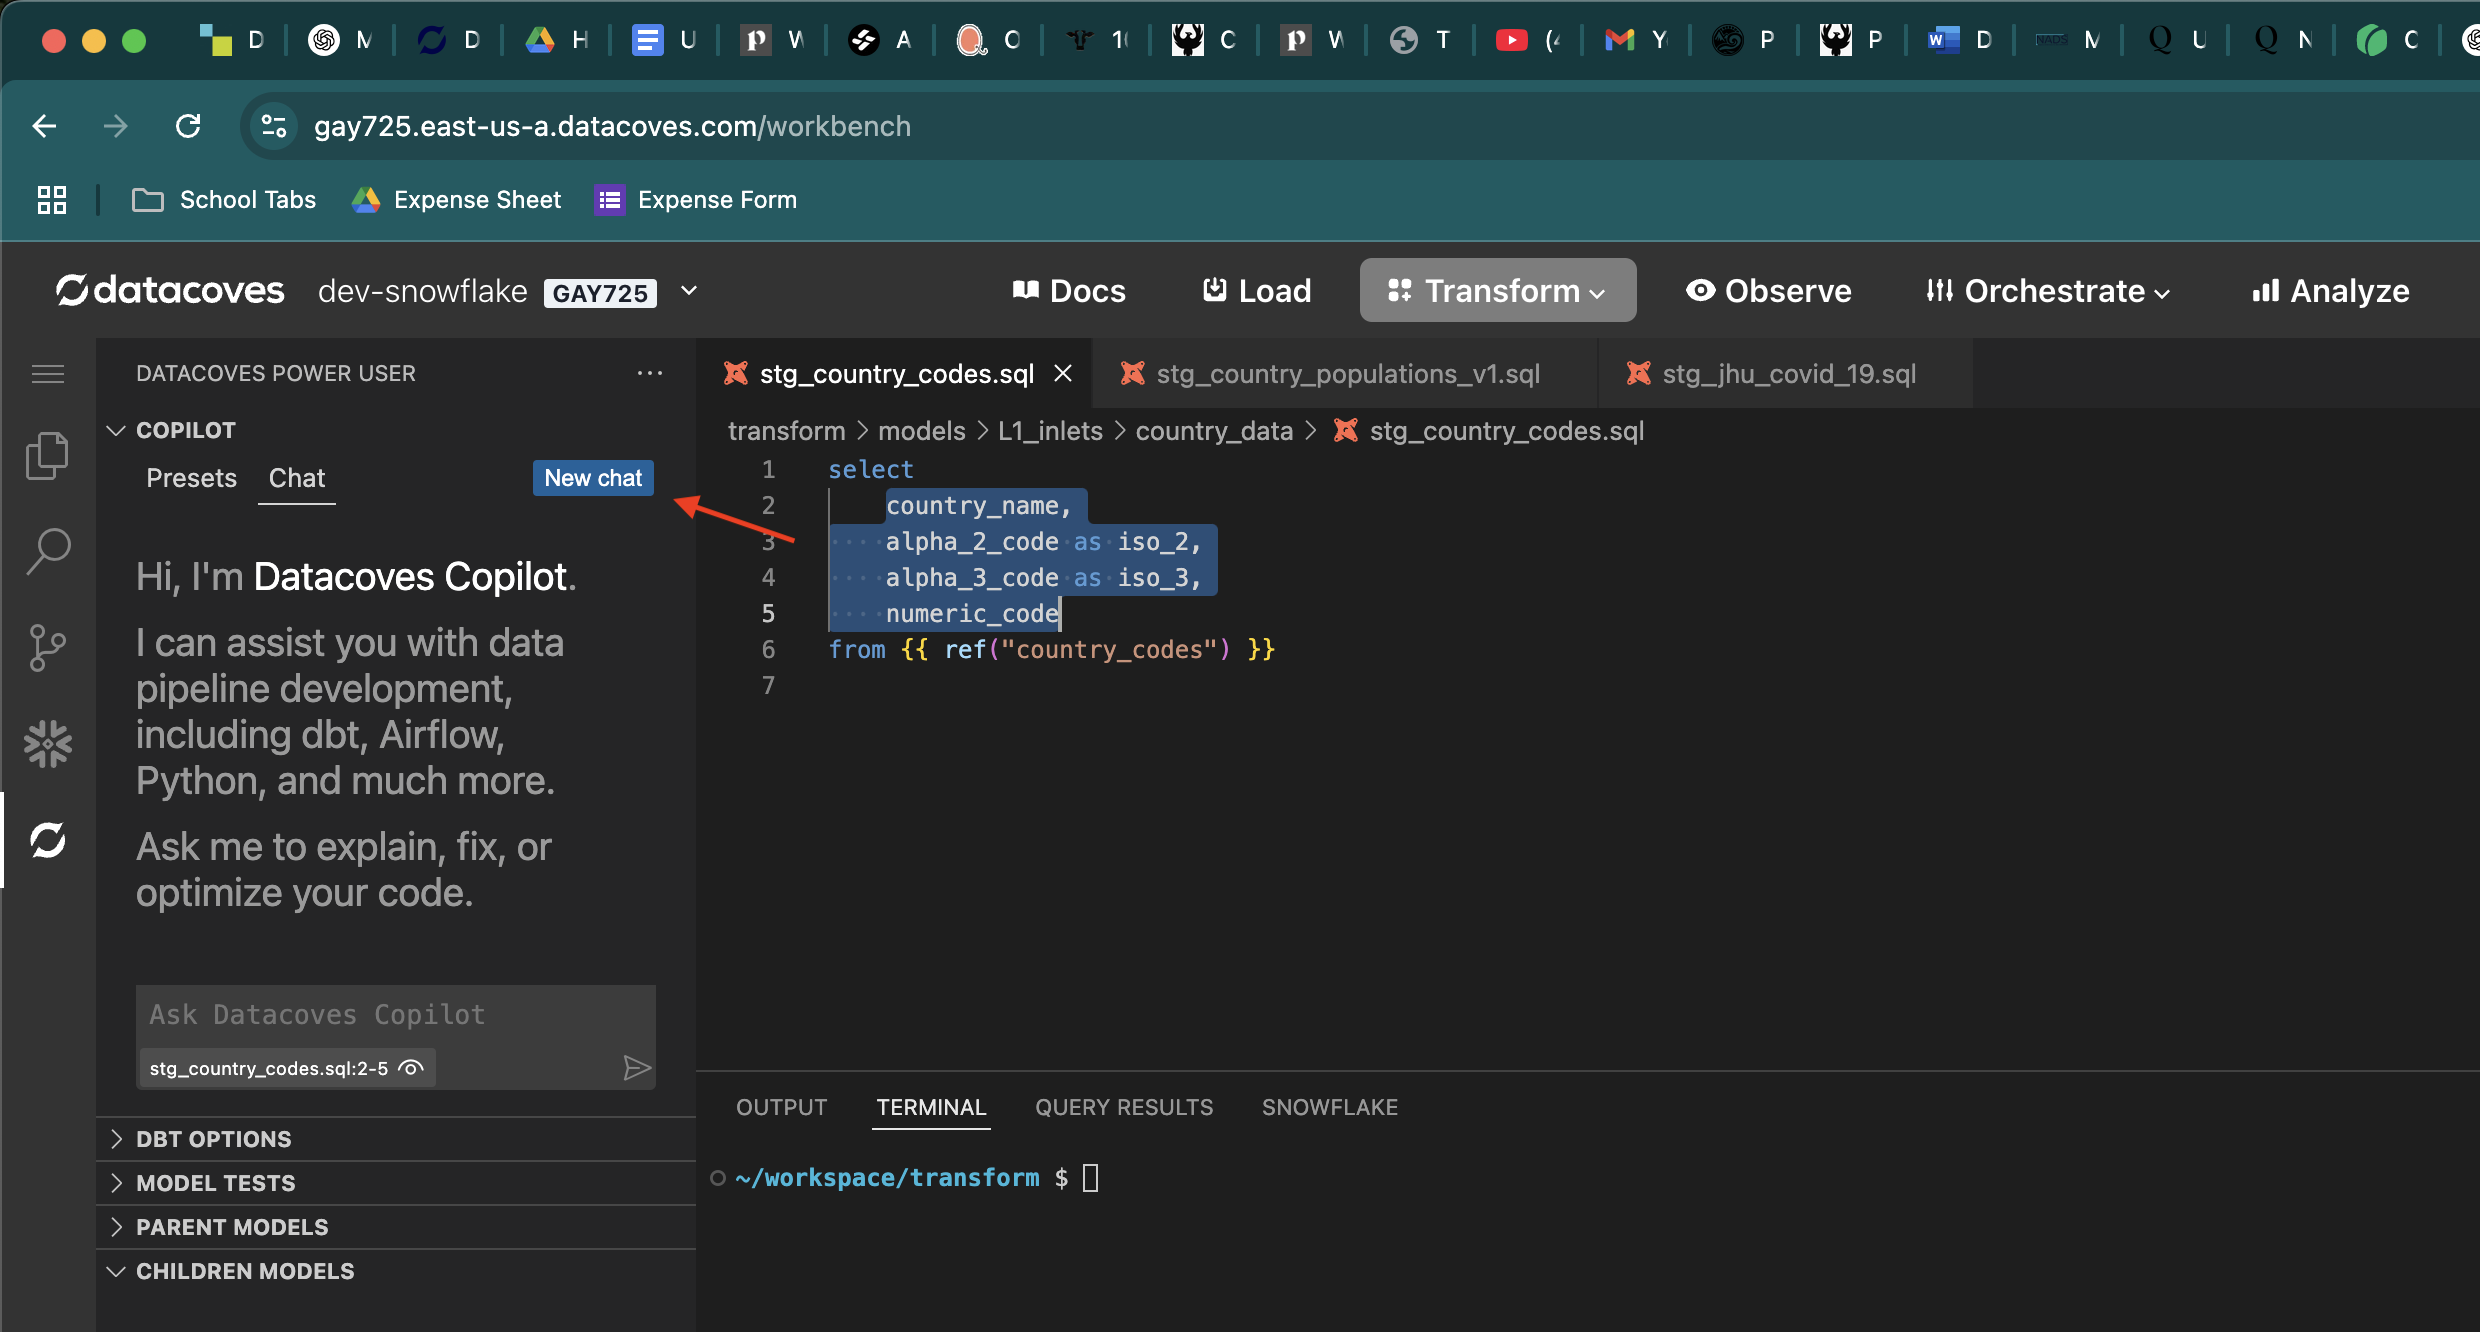 D M D H U W A O 10 C W T (4 Y P P D M U N C
gay725.east-us-a.datacoves.com/workbench
School Tabs Expense Sheet Expense Form
datacoves dev-snowflake GAY725 Docs Load Transform Observe Orchestrate Analyze
DATACOVES POWER USER ...
COPILOT
Presets Chat New chat
Hi, I'm Datacoves Copilot.
I can assist you with data
pipeline development,
including dbt, Airflow,
Python, and much more.
Ask me to explain, fix, or
optimize your code.
Ask Datacoves Copilot
stg_country_codes.sql:2-5
DBT OPTIONS
MODEL TESTS
PARENT MODELS
CHILDREN MODELS
stg_country_codes.sql stg_country_populations_v1.sql stg_jhu_covid_19.sql
transform > models > L1_inlets > country_data > stg_country_codes.sql
1 select
2 country_name,
3 alpha_2_code as iso_2,
4 alpha_3_code as iso_3,
5 numeric_code
6 from {{ ref("country_codes") }}
7
OUTPUT TERMINAL QUERY RESULTS SNOWFLAKE
~/workspace/transform $